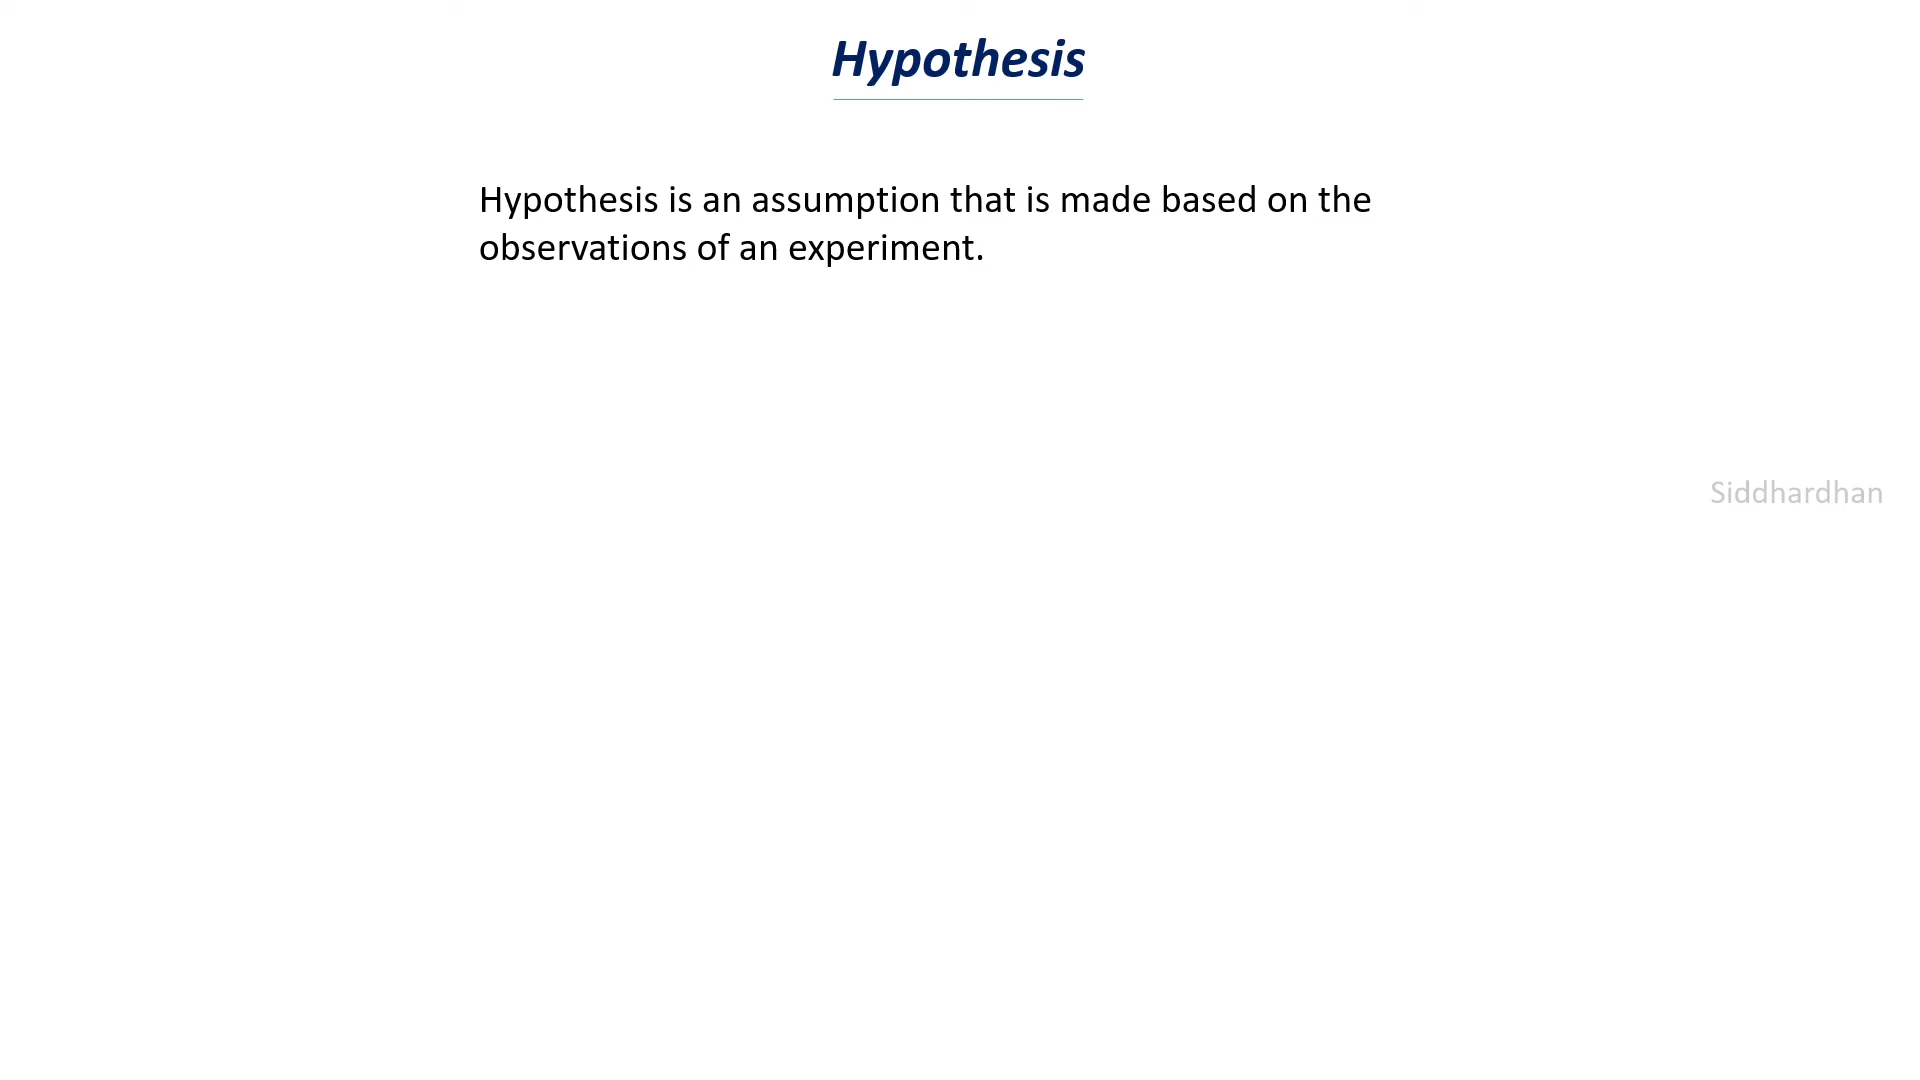 Hypothesis
Hypothesis is an assumption that is made based on the
observations of an experiment.
Siddhardhan